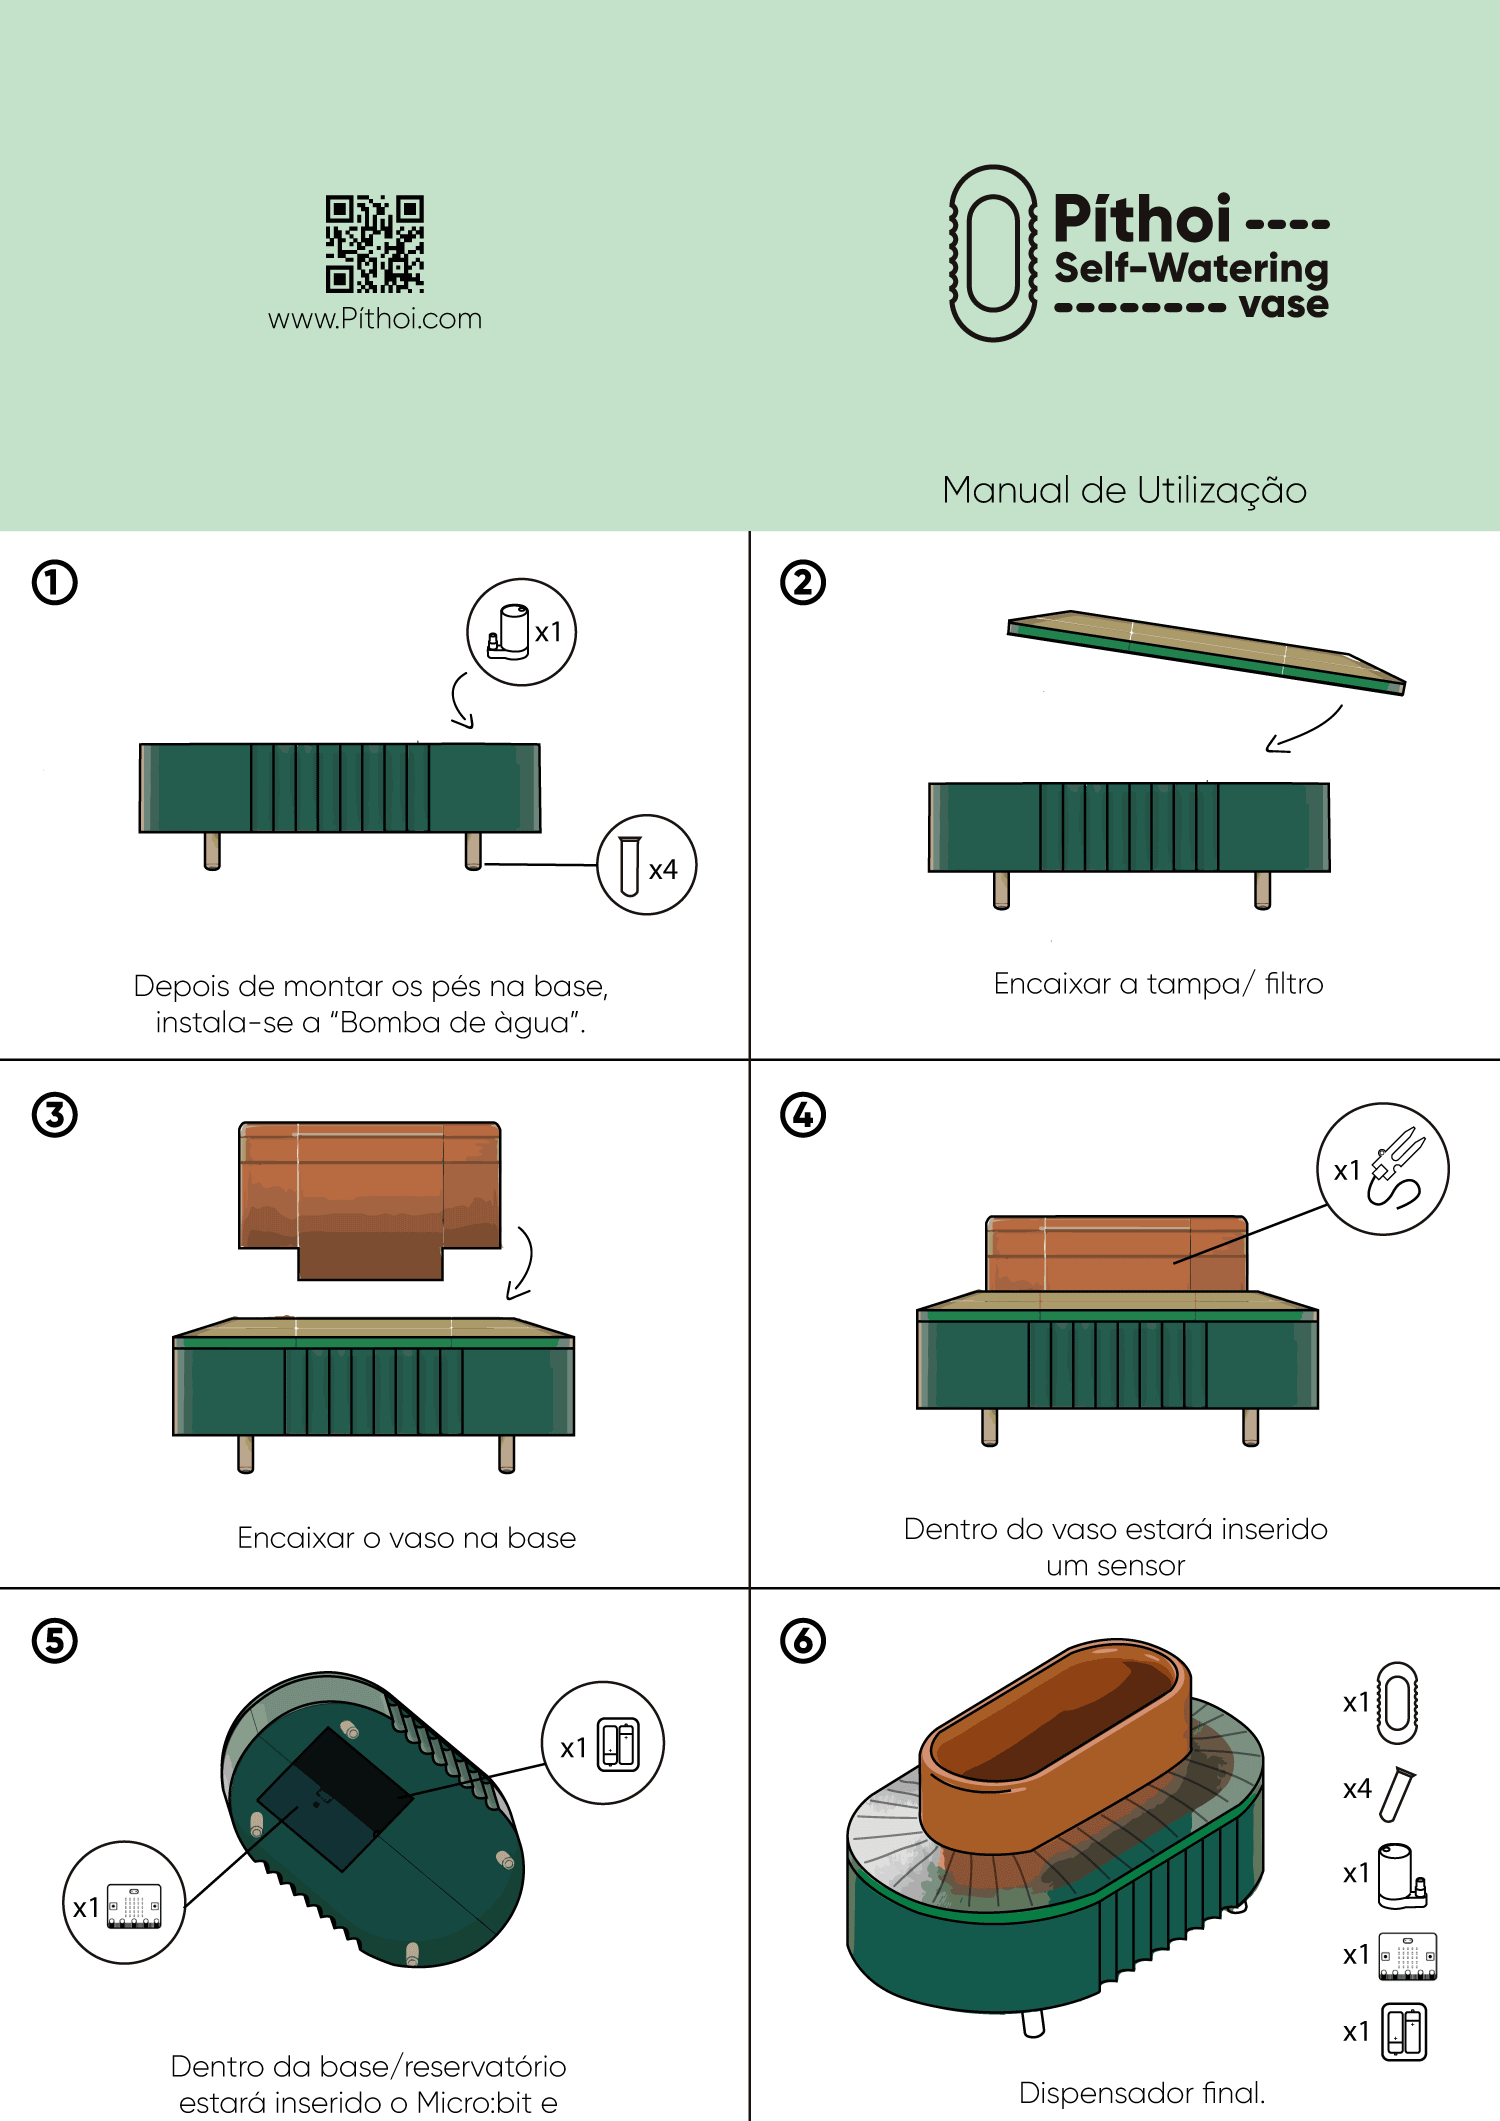 www.Píthoi.com
Píthoi
Self-Watering
vase
Manual de Utilização
1
x1
x4
Depois de montar os pés na base,
instala-se a “Bomba de àgua”.
2
Encaixar a tampa/ filtro
3
Encaixar o vaso na base
4
x1
Dentro do vaso estará inserido
um sensor
5
x1
x1
Dentro da base/reservatório
estará inserido o Micro:bit e
6
x1
x4
x1
x1
x1
Dispensador final.